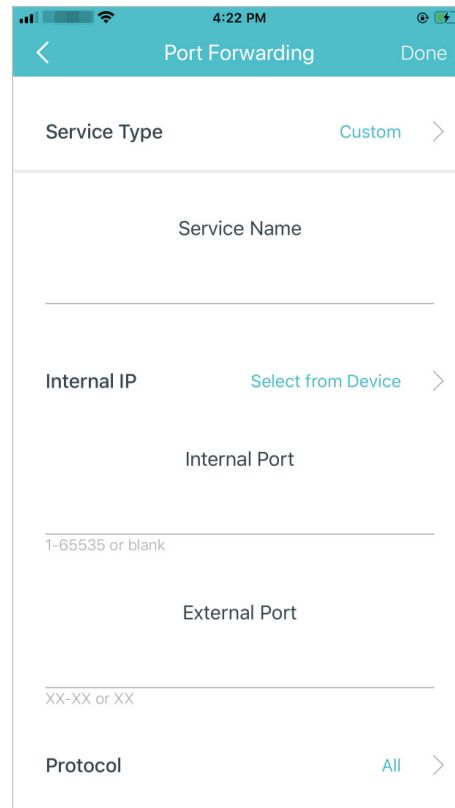 4:22 PM
Port Forwarding Done
Service Type Custom
Service Name
Internal IP Select from Device
Internal Port
1-65535 or blank
External Port
XX-XX or XX
Protocol All